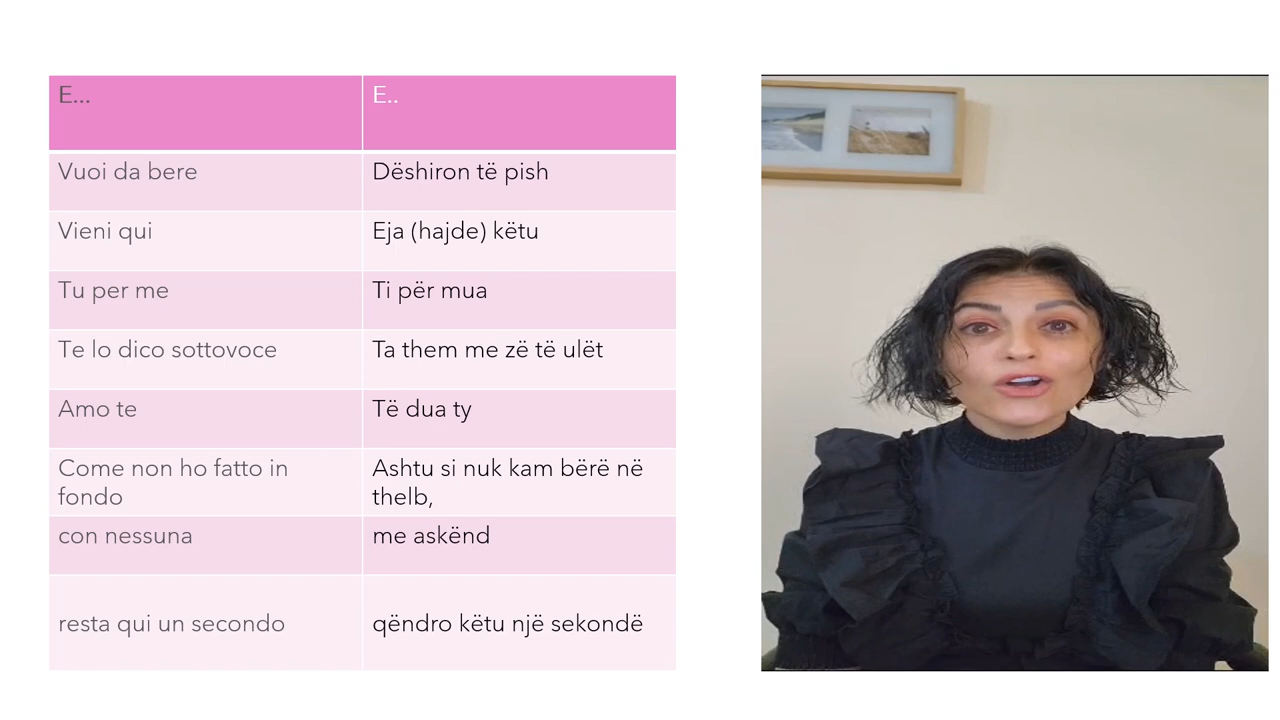 E...
E..
Vuoi da bere
Dëshiron të pish
Vieni qui
Eja (hajde) këtu
Tu per me
Ti për mua
Te lo dico sottovoce
Ta them me zë të ulët
Amo te
Të dua ty
Come non ho fatto in
fondo
Ashtu si nuk kam bërë në
thelb,
con nessuna
me askënd
resta qui un secondo
qëndro këtu një sekondë